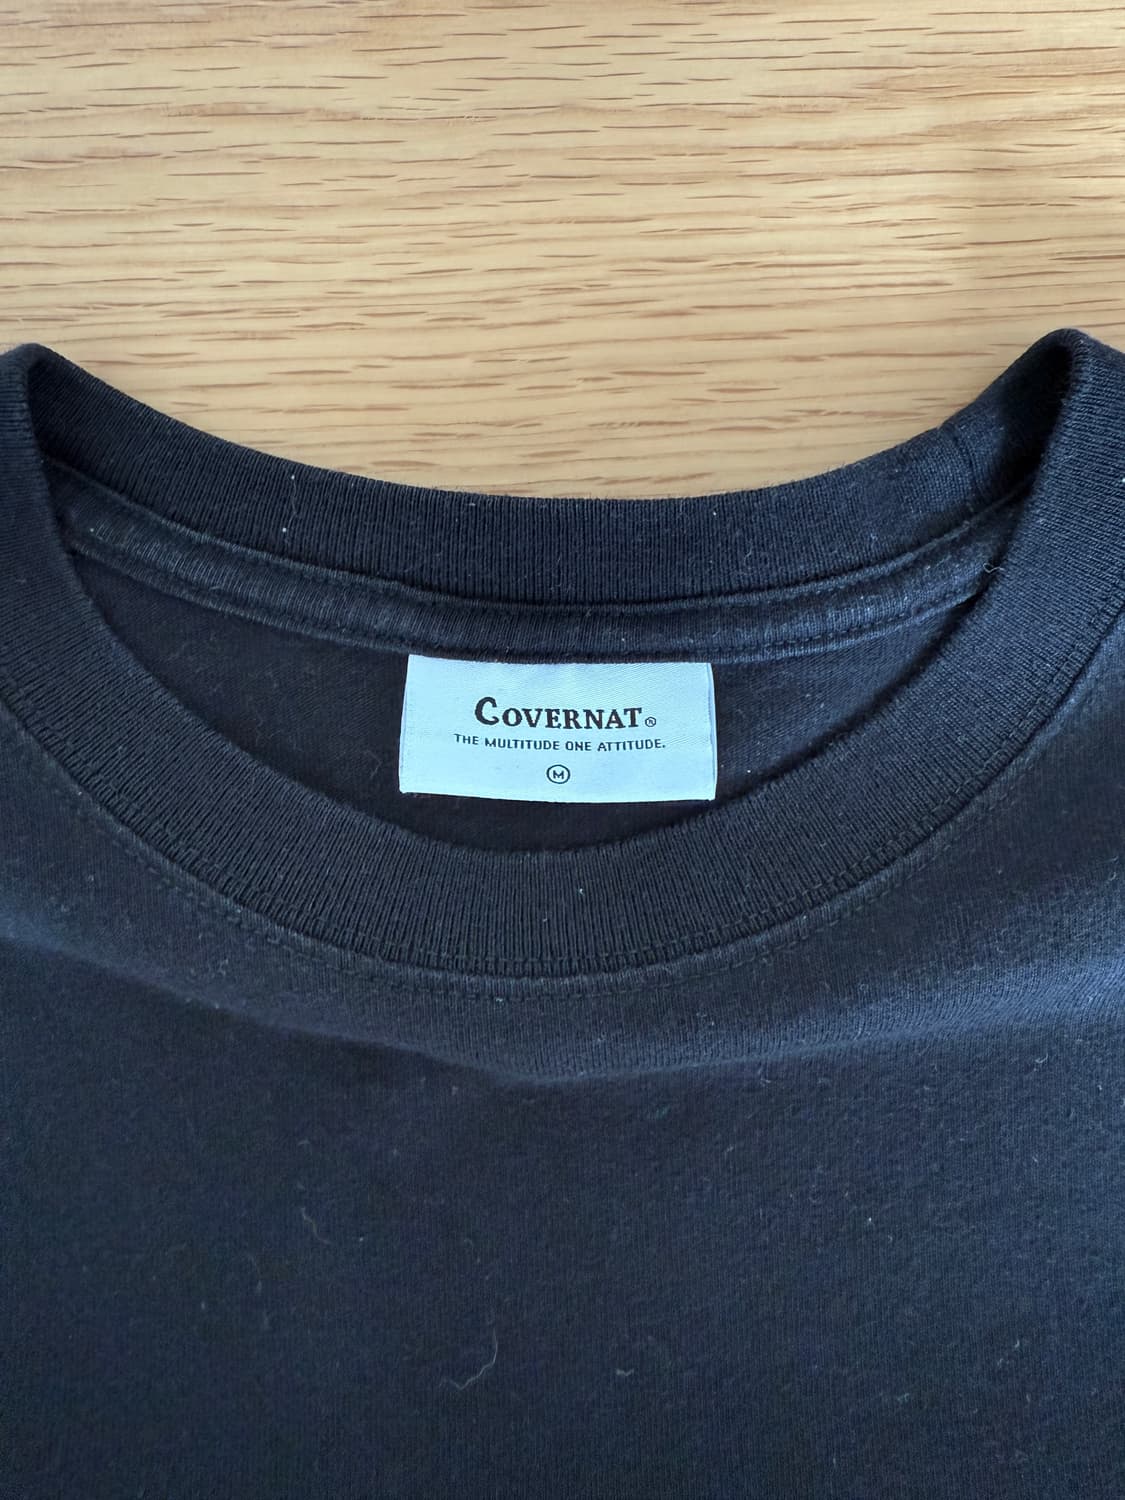 COVERNAT®
THE MULTITUDE ONE ATTITUDE.
M